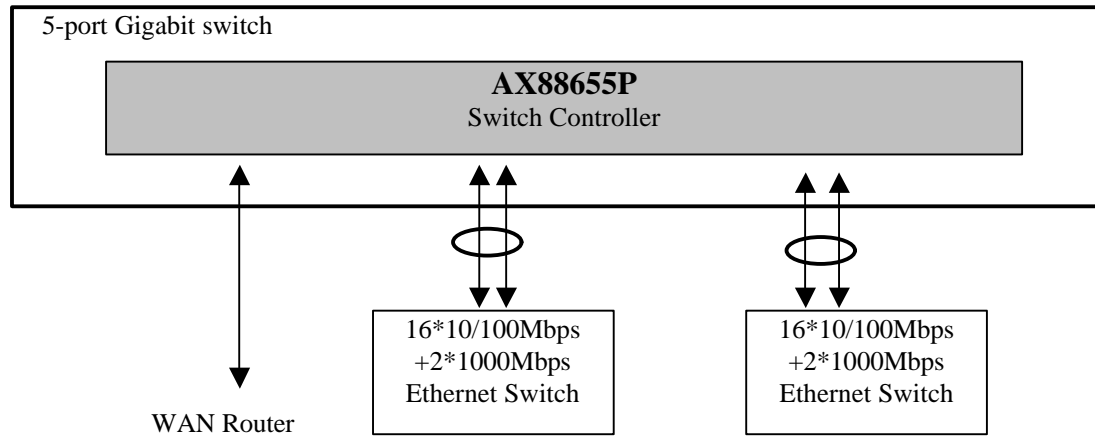 5-port Gigabit switch
AX88655P
Switch Controller
16*10/100Mbps
+2*1000Mbps
Ethernet Switch
16*10/100Mbps
+2*1000Mbps
Ethernet Switch
WAN Router